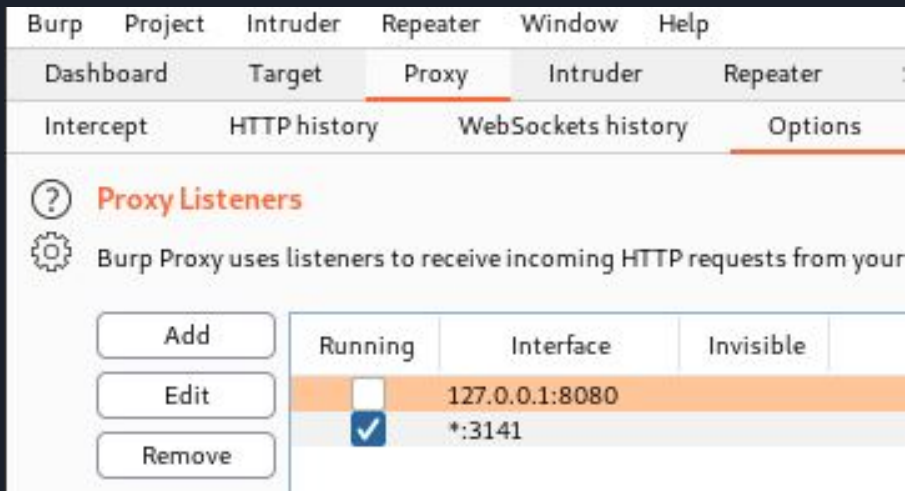 Burp Project Intruder Repeater Window Help
Dashboard Target Proxy Intruder Repeater
Intercept HTTP history WebSockets history Options
? Proxy Listeners
Burp Proxy uses listeners to receive incoming HTTP requests from your
Add
Running Interface Invisible
Edit
127.0.0.1:8080
*:3141
Remove